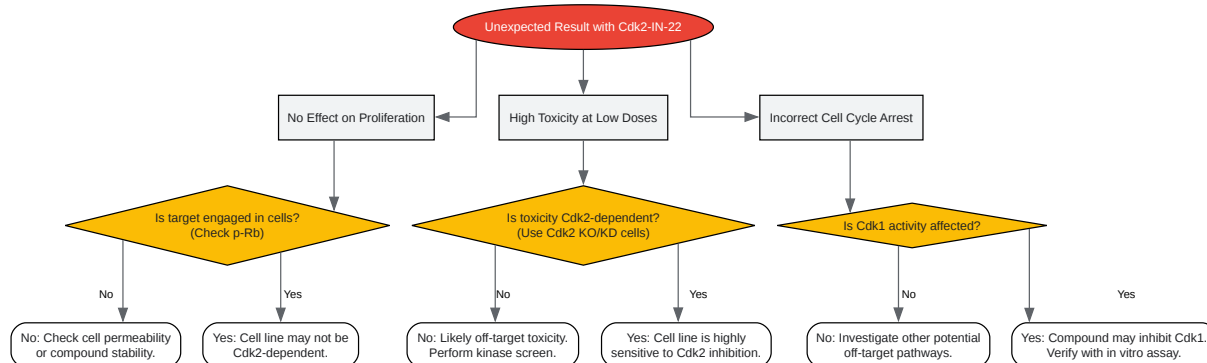 Unexpected Result with Cdk2-IN-22
No Effect on Proliferation
High Toxicity at Low Doses
Incorrect Cell Cycle Arrest
Is target engaged in cells?
(Check p-Rb)
Is toxicity Cdk2-dependent?
(Use Cdk2 KO/KD cells)
Is Cdk1 activity affected?
No
Yes
No
Yes
No
Yes
No: Check cell permeability
or compound stability.
Yes: Cell line may not be
Cdk2-dependent.
No: Likely off-target toxicity.
Perform kinase screen.
Yes: Cell line is highly
sensitive to Cdk2 inhibition.
No: Investigate other potential
off-target pathways.
Yes: Compound may inhibit Cdk1.
Verify with in vitro assay.